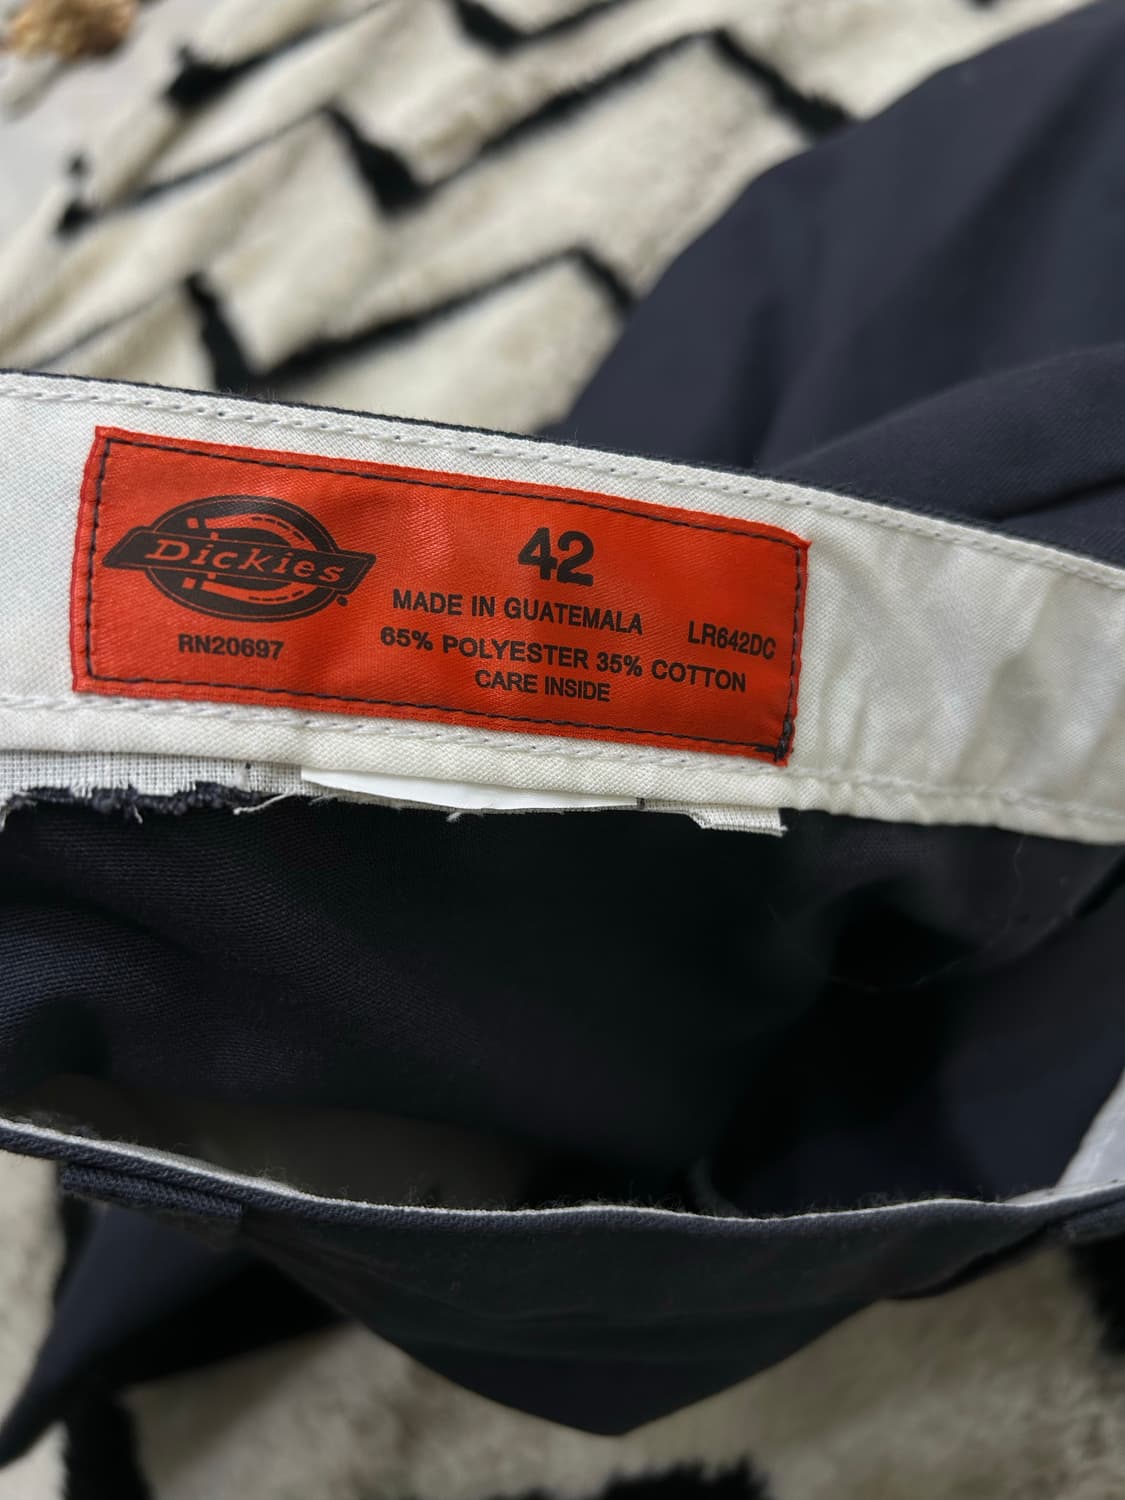 Dickies
RN20697
42
MADE IN GUATEMALA
LR642DC
65% POLYESTER 35% COTTON
CARE INSIDE